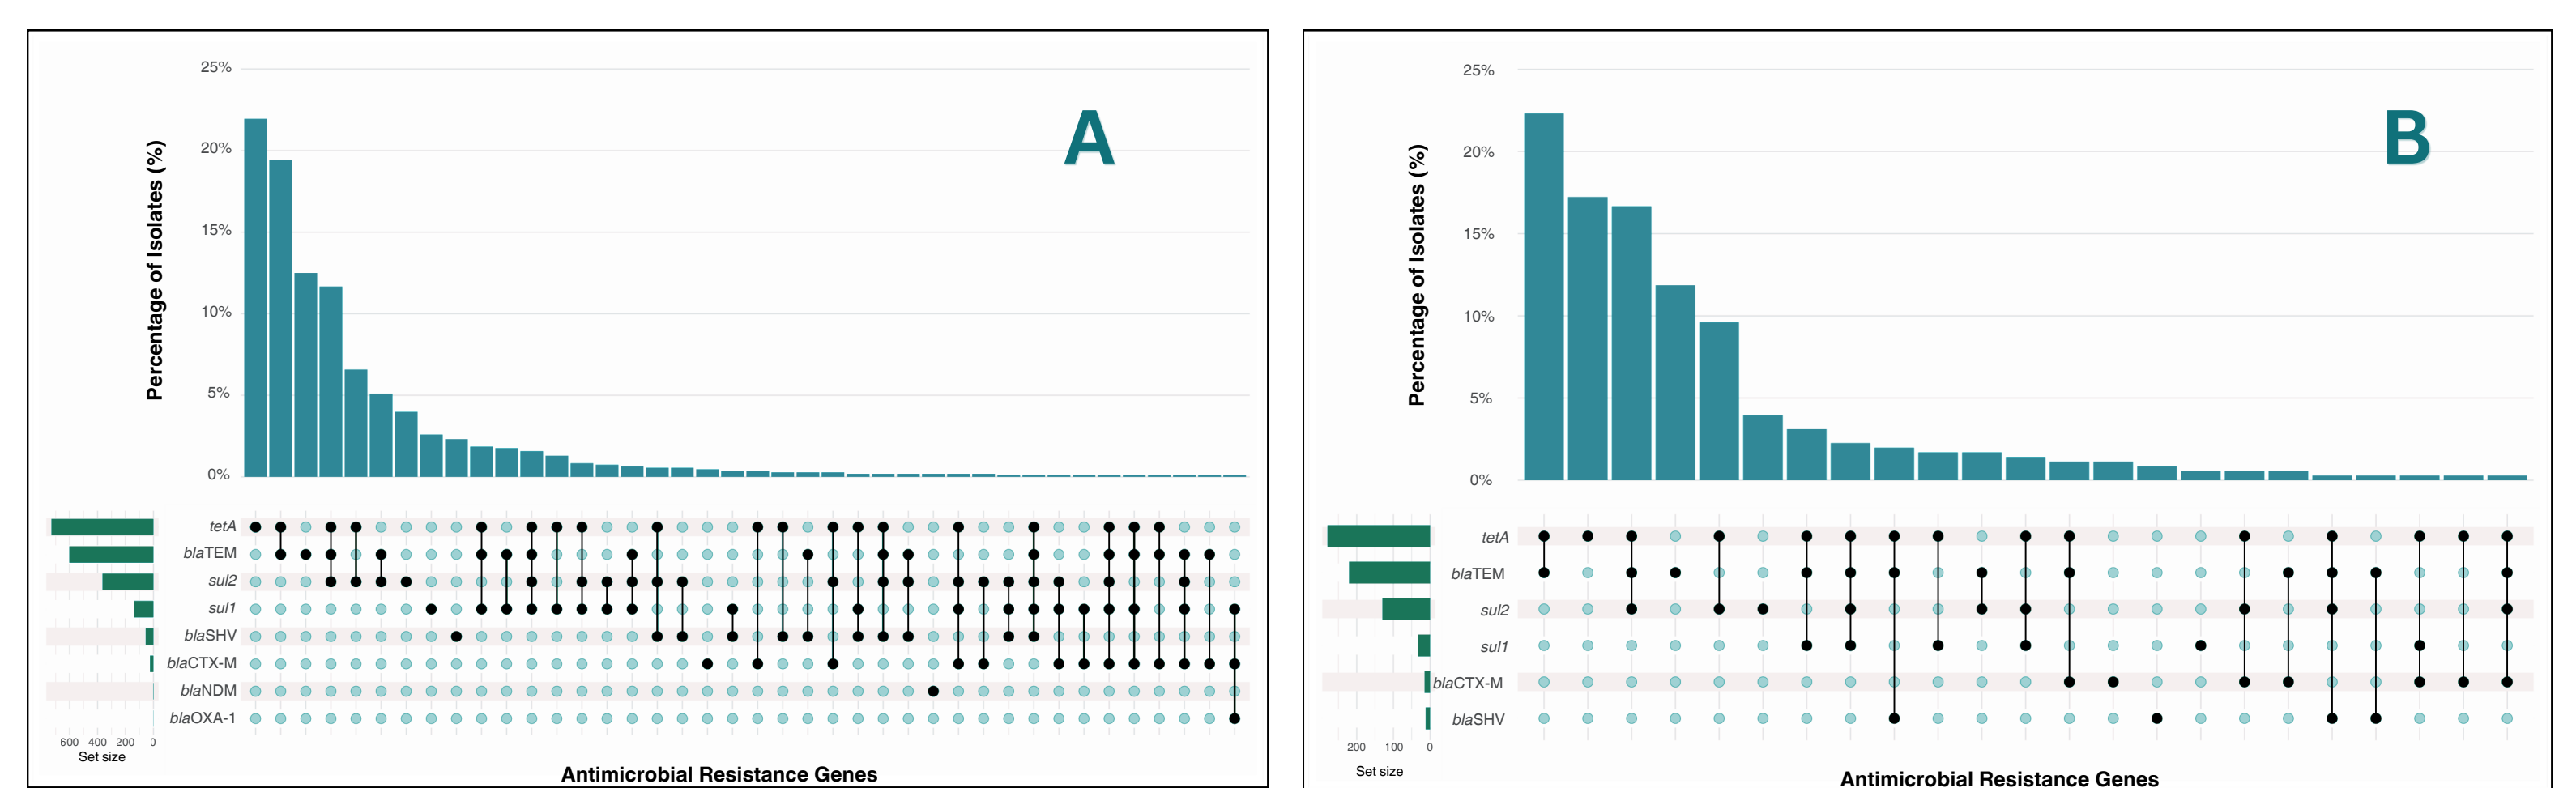 A
25%
20%
15%
10%
5%
0%
Percentage of Isolates (%)
tetA
blaTEM
sul2
sul1
blaSHV
blaCTX-M
blaNDM
blaOXA-1
600 400 200 0
Set size
Antimicrobial Resistance Genes
B
25%
20%
15%
10%
5%
0%
Percentage of Isolates (%)
tetA
blaTEM
sul2
sul1
blaCTX-M
blaSHV
200 100 0
Set size
Antimicrobial Resistance Genes